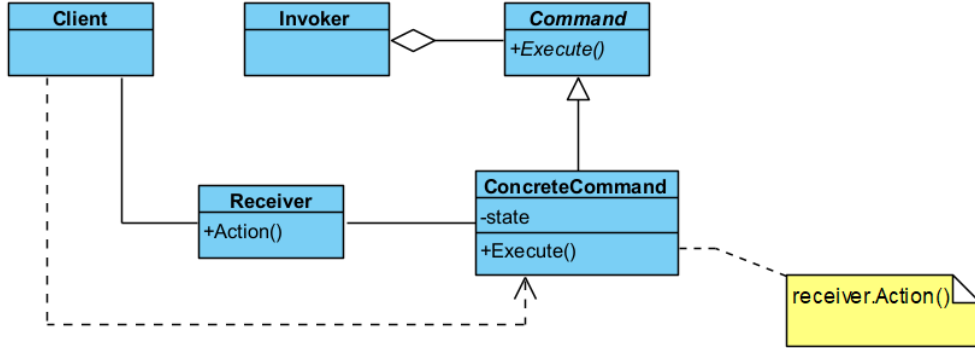 Client
Invoker
Command
+Execute()
Receiver
+Action()
ConcreteCommand
-state
+Execute()
receiver.Action()